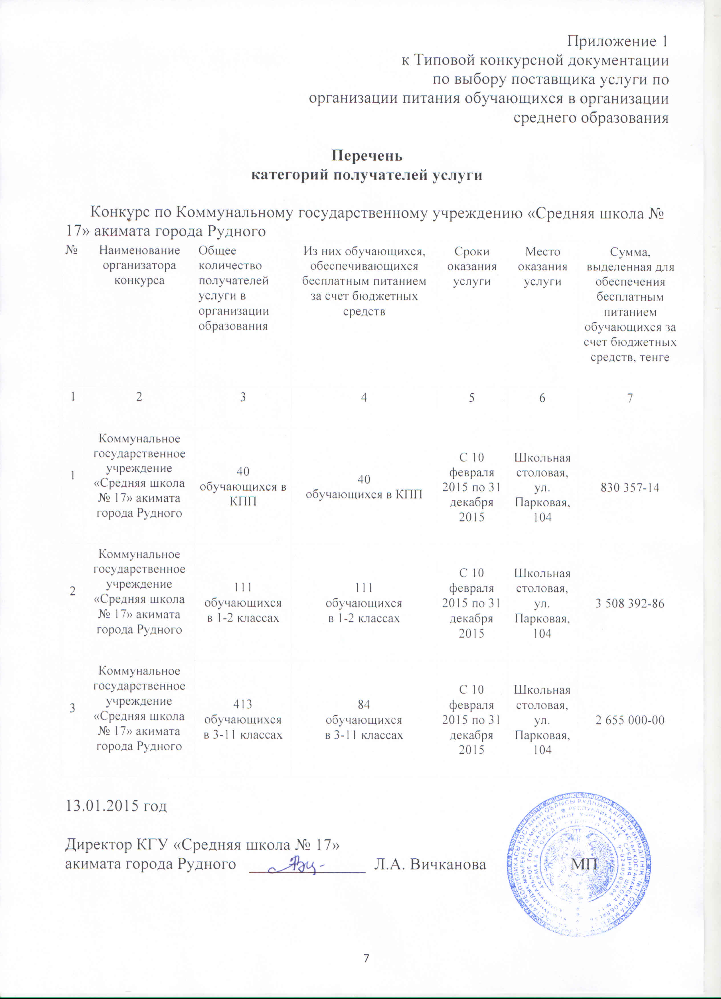 Приложение 1
к Типовой конкурсной документации
по выбору поставщика услуги по
организации питания обучающихся в организации
среднего образования
Перечень
категорий получателей услуги
Конкурс по Коммунальному государственному учреждению «Средняя школа №
17» акимата города Рудного
№
Наименование
организатора
конкурса
Общее
количество
получателей
услуги в
организации
образования
Из них обучающихся,
обеспечивающихся
бесплатным питанием
за счет бюджетных
средств
Сроки
оказания
услуги
Место
оказания
услуги
Сумма,
выделенная для
обеспечения
бесплатным
питанием
обучающихся за
счет бюджетных
средств, тенге
1 2 3 4 5 6 7
1
Коммунальное
государственное
учреждение
«Средняя школа
№ 17» акимата
города Рудного
40
обучающихся в
КПП
40
обучающихся в КПП
С 10
февраля
2015 по 31
декабря
2015
Школьная
столовая,
ул.
Парковая,
104
830 357-14
2
Коммунальное
государственное
учреждение
«Средняя школа
№ 17» акимата
города Рудного
111
обучающихся
в 1-2 классах
111
обучающихся
в 1-2 классах
С 10
февраля
2015 по 31
декабря
2015
Школьная
столовая,
ул.
Парковая,
104
3 508 392-86
3
Коммунальное
государственное
учреждение
«Средняя школа
№ 17» акимата
города Рудного
413
обучающихся
в 3-11 классах
84
обучающихся
в 3-11 классах
С 10
февраля
2015 по 31
декабря
2015
Школьная
столовая,
ул.
Парковая,
104
2 655 000-00
13.01.2015 год
Директор КГУ «Средняя школа № 17»
акимата города Рудного Л.А. Вичканова МП
7